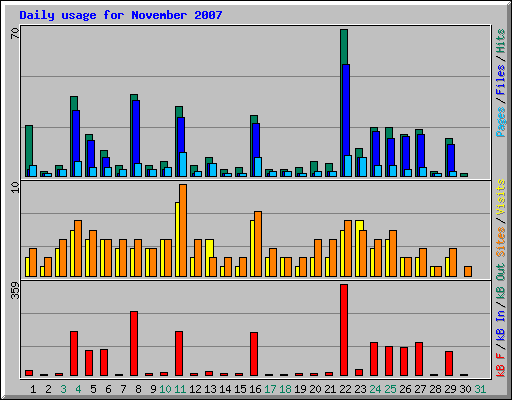 Daily usage for November 2007
70
Pages / Files / Hits
10
Sites / Visits
359
kB F / kB In / kB Out
1 2 3 4 5 6 7 8 9 10 11 12 13 14 15 16 17 18 19 20 21 22 23 24 25 26 27 28 29 30 31